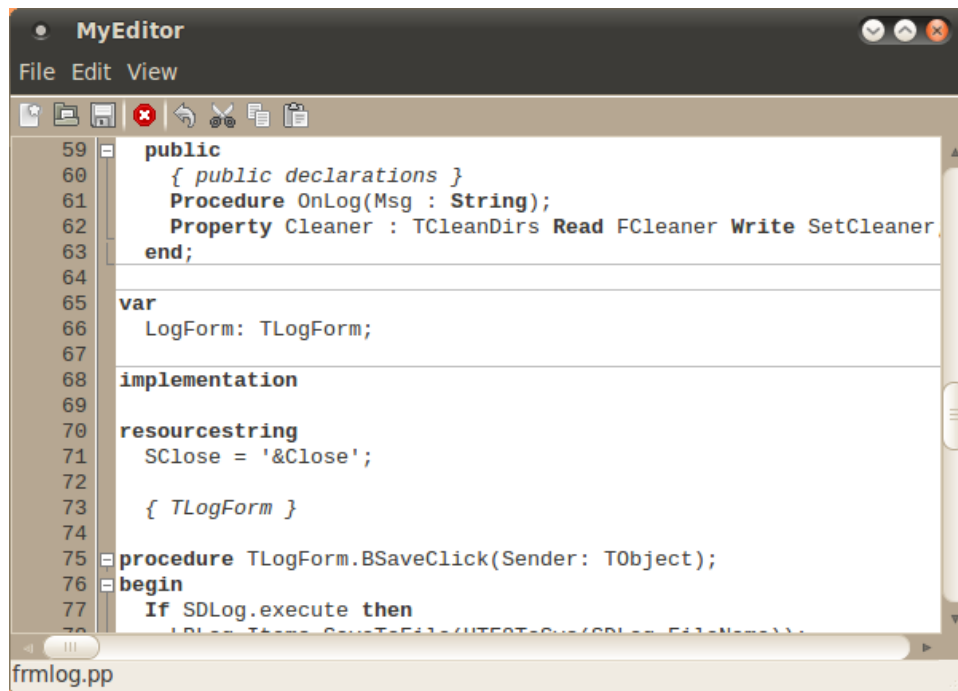 MyEditor
File Edit View
59 public
60 { public declarations }
61 Procedure OnLog(Msg : String);
62 Property Cleaner : TCleanDirs Read FCleaner Write SetCleaner
63 end;
64
65 var
66 LogForm: TLogForm;
67
68 implementation
69
70 resourcestring
71 SClose = '&Close';
72
73 { TLogForm }
74
75 procedure TLogForm.BSaveClick(Sender: TObject);
76 begin
77 If SDLog.execute then
frmlog.pp